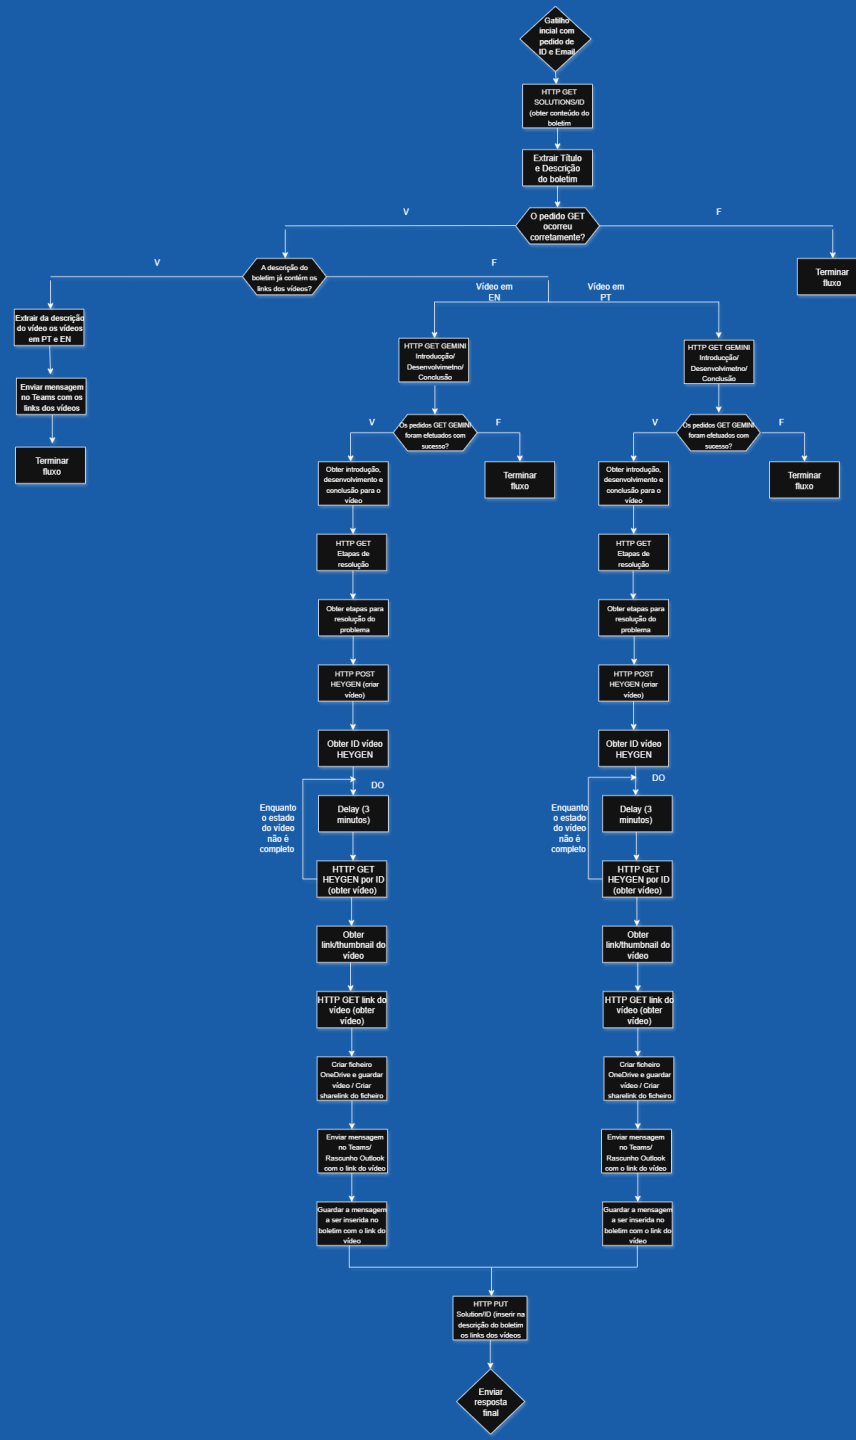 Gatilho
incial com
pedido de
ID e Email
HTTP GET
SOLUTIONS/ID
(obter conteúdo do
boletim
Extrair Título
e Descrição
do boletim
O pedido GET
ocorreu
corretamente?
V
F
Terminar
fluxo
A descrição do
boletim já contém os
links dos vídeos?
V
F
Extrair da descrição
do vídeo os vídeos
em PT e EN
Enviar mensagem
no Teams com os
links dos vídeos
Terminar
fluxo
Vídeo em
EN
Vídeo em
PT
HTTP GET GEMINI
Introducção/
Desenvolvimetno/
Conclusão
Os pedidos GET GEMINI
foram efetuados com
sucesso?
V
F
Terminar
fluxo
Obter introdução,
desenvolvimento e
conclusão para o
vídeo
HTTP GET
Etapas de
resolução
Obter etapas para
resolução do
problema
HTTP POST
HEYGEN (criar
vídeo)
Obter ID vídeo
HEYGEN
DO
Enquanto
o estado
do vídeo
não é
completo
Delay (3
minutos)
HTTP GET
HEYGEN por ID
(obter vídeo)
Obter
link/thumbnail do
vídeo
HTTP GET link do
vídeo (obter
vídeo)
Criar ficheiro
OneDrive e guardar
vídeo / Criar
sharelink do ficheiro
Enviar mensagem
no Teams/
Rascunho Outlook
com o link do vídeo
Guardar a mensagem
a ser inserida no
boletim com o link do
vídeo
HTTP GET GEMINI
Introducção/
Desenvolvimetno/
Conclusão
Os pedidos GET GEMINI
foram efetuados com
sucesso?
V
F
Terminar
fluxo
Obter introdução,
desenvolvimento e
conclusão para o
vídeo
HTTP GET
Etapas de
resolução
Obter etapas para
resolução do
problema
HTTP POST
HEYGEN (criar
vídeo)
Obter ID vídeo
HEYGEN
DO
Enquanto
o estado
do vídeo
não é
completo
Delay (3
minutos)
HTTP GET
HEYGEN por ID
(obter vídeo)
Obter
link/thumbnail do
vídeo
HTTP GET link do
vídeo (obter
vídeo)
Criar ficheiro
OneDrive e guardar
vídeo / Criar
sharelink do ficheiro
Enviar mensagem
no Teams/
Rascunho Outlook
com o link do vídeo
Guardar a mensagem
a ser inserida no
boletim com o link do
vídeo
HTTP PUT
Solution/ID (inserir na
descrição do boletim
os links dos vídeos
Enviar
resposta
final